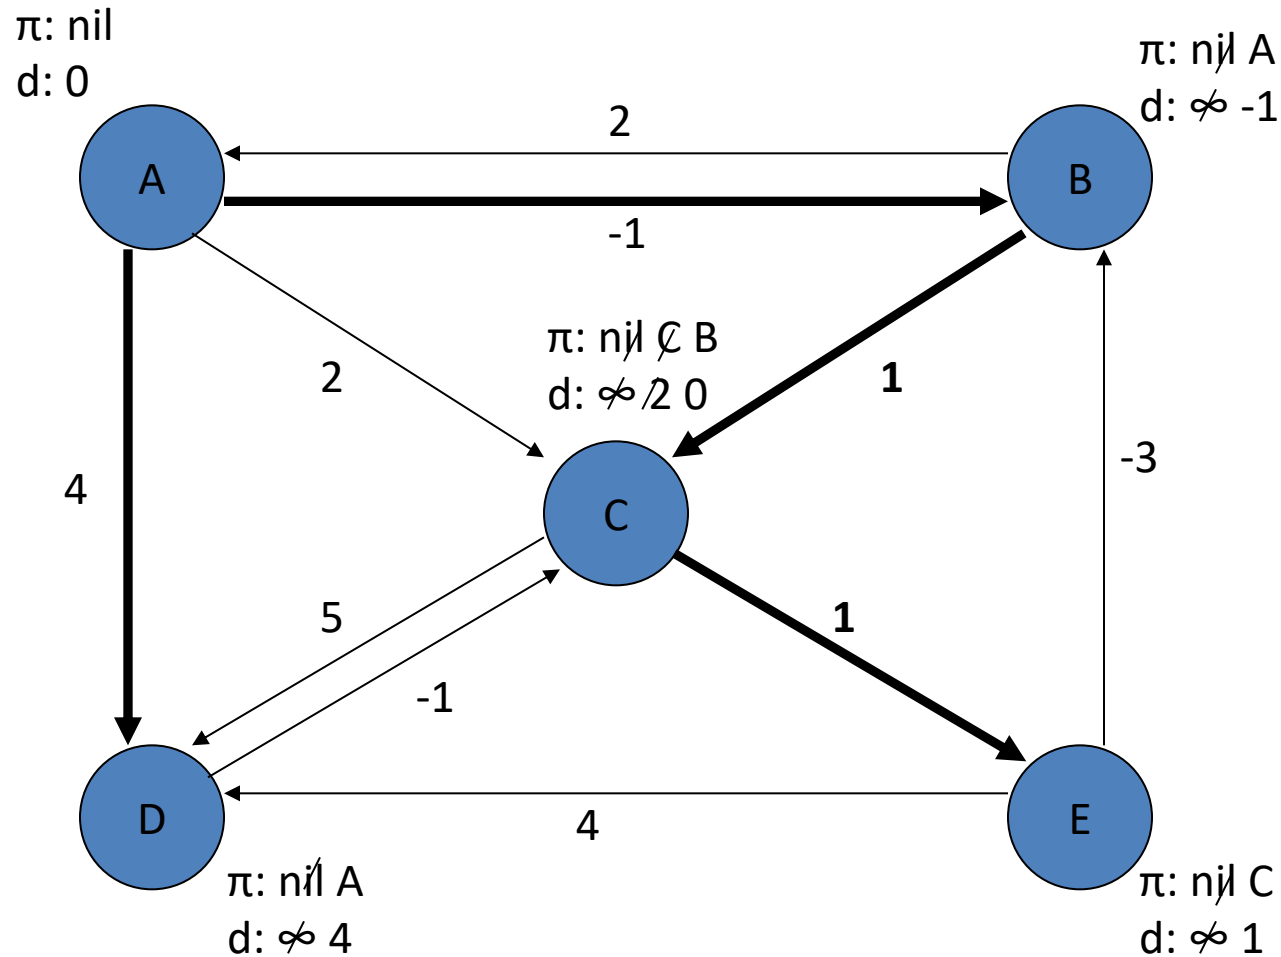 π: nil
d: 0
π: nil A
d: ∞ -1
2
A
B
-1
π: nil C B
d: ∞ 2 0
2
1
-3
4
C
5
1
-1
D
E
4
π: nil A
d: ∞ 4
π: nil C
d: ∞ 1